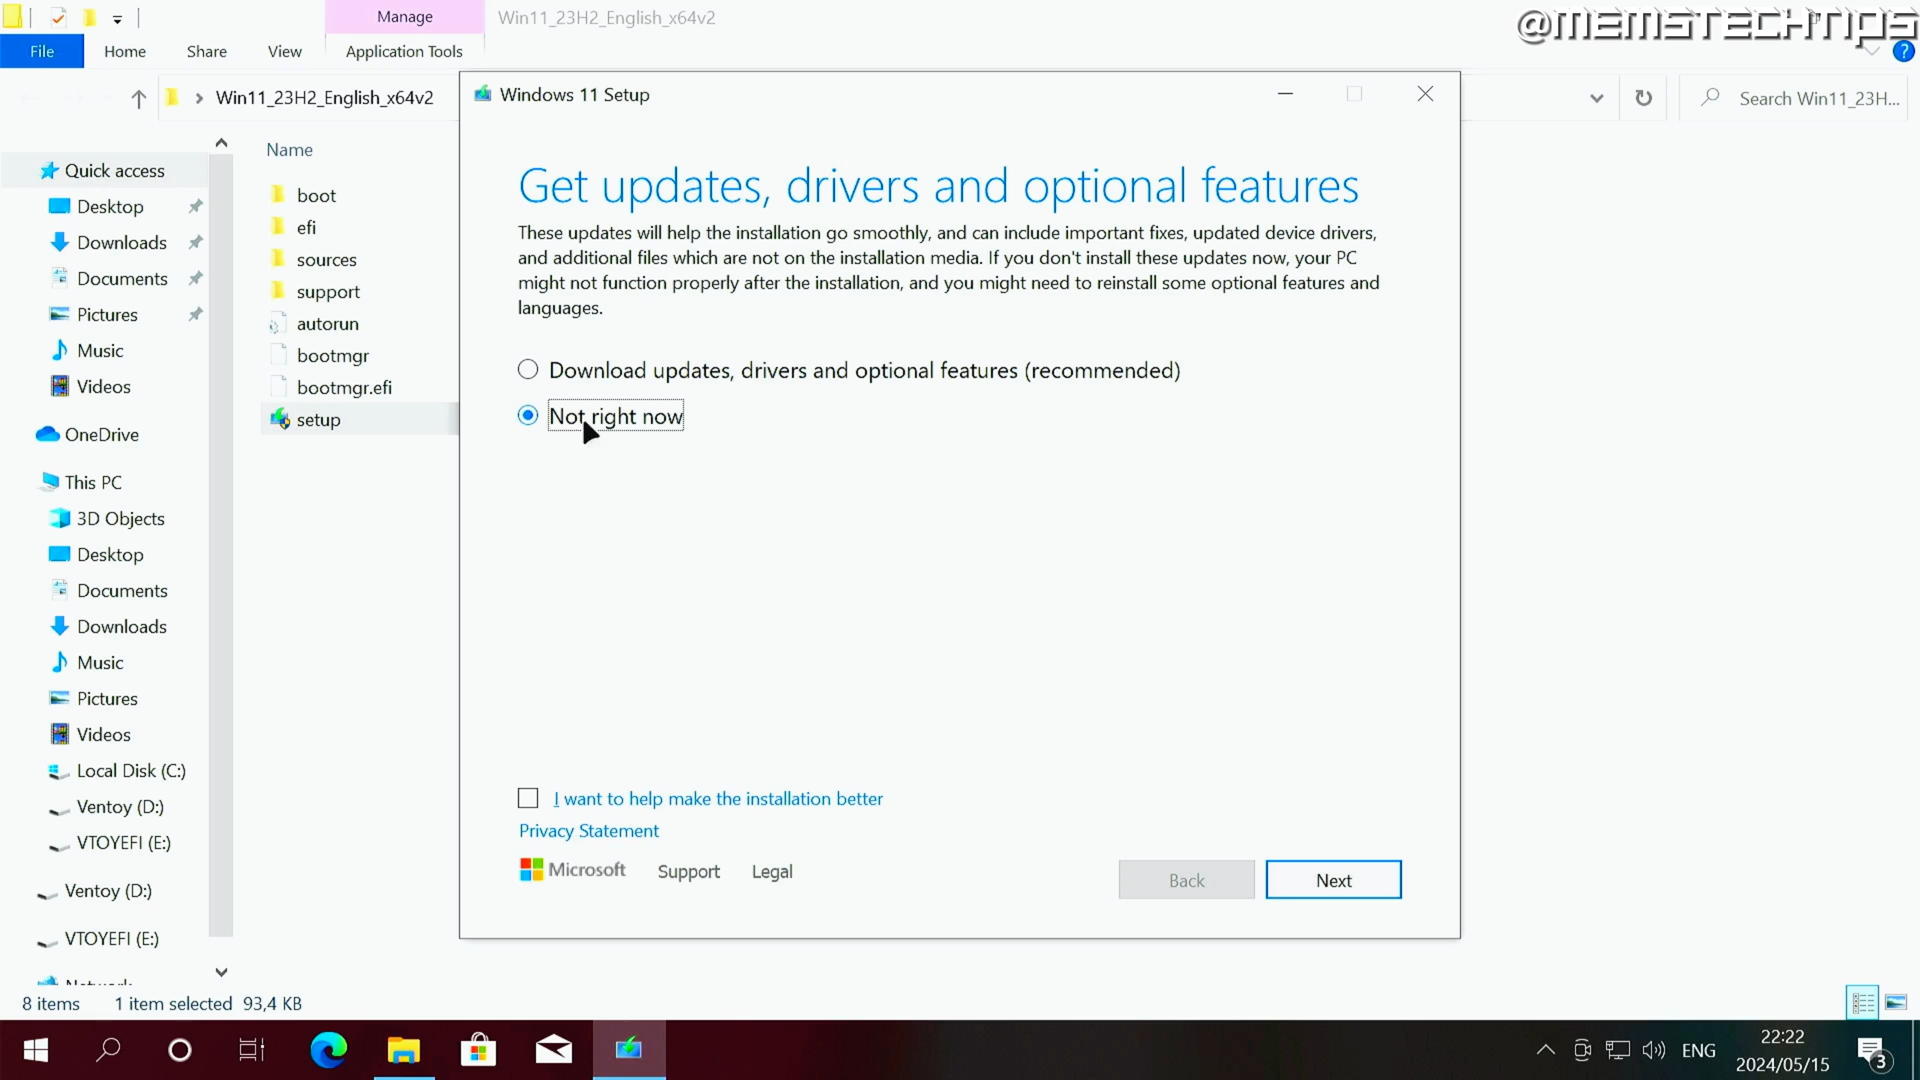 Manage
Win11_23H2_English_x64v2
@MEMSTECHTIPS
File
Home
Share
View
Application Tools
Win11_23H2_English_x64v2
Search Win11_23H...
Quick access
Desktop
Downloads
Documents
Pictures
Music
Videos
OneDrive
This PC
3D Objects
Desktop
Documents
Downloads
Music
Pictures
Videos
Local Disk (C:)
Ventoy (D:)
VTOYEFI (E:)
Ventoy (D:)
VTOYEFI (E:)
Network
Name
boot
efi
sources
support
autorun
bootmgr
bootmgr.efi
setup
Windows 11 Setup
Get updates, drivers and optional features
These updates will help the installation go smoothly, and can include important fixes, updated device drivers,
and additional files which are not on the installation media. If you don't install these updates now, your PC
might not function properly after the installation, and you might need to reinstall some optional features and
languages.
Download updates, drivers and optional features (recommended)
Not right now
I want to help make the installation better
Privacy Statement
Microsoft
Support
Legal
Back
Next
8 items
1 item selected 93,4 KB
ENG
22:22
2024/05/15
3